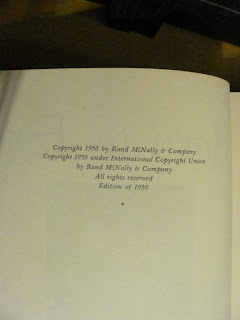 Copyright 1950 by Rand McNally & Company
Copyright 1950 under International Copyright Union
by Rand McNally & Company
All rights reserved
Edition of 1950
A